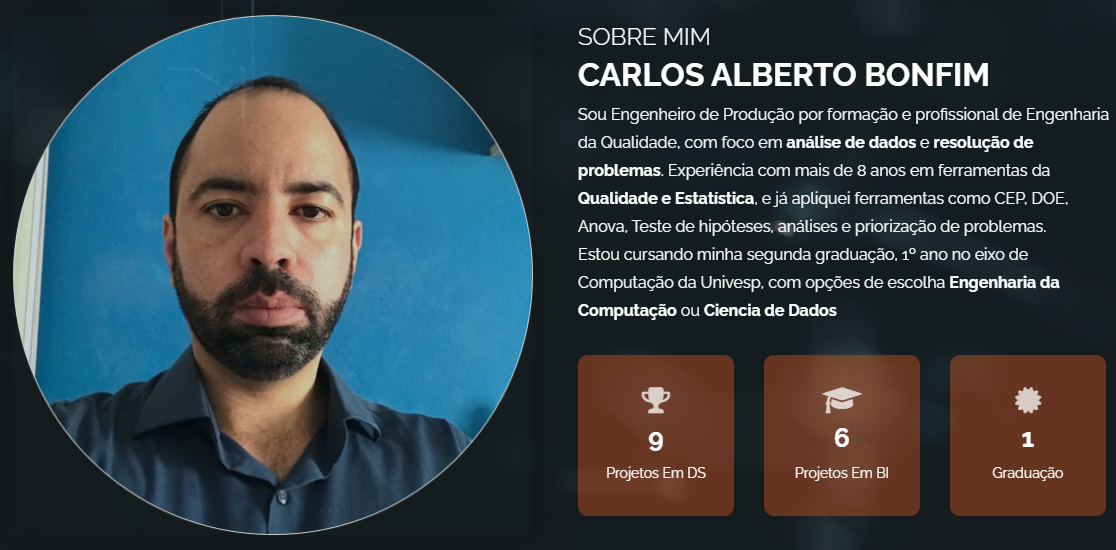 SOBRE MIM
CARLOS ALBERTO BONFIM
Sou Engenheiro de Produção por formação e profissional de Engenharia
da Qualidade, com foco em análise de dados e resolução de
problemas. Experiência com mais de 8 anos em ferramentas da
Qualidade e Estatística, e já apliquei ferramentas como CEP, DOE,
Anova, Teste de hipóteses, análises e priorização de problemas.
Estou cursando minha segunda graduação, 1º ano no eixo de
Computação da Univesp, com opções de escolha Engenharia da
Computação ou Ciencia de Dados
9
Projetos Em DS
6
Projetos Em BI
1
Graduação